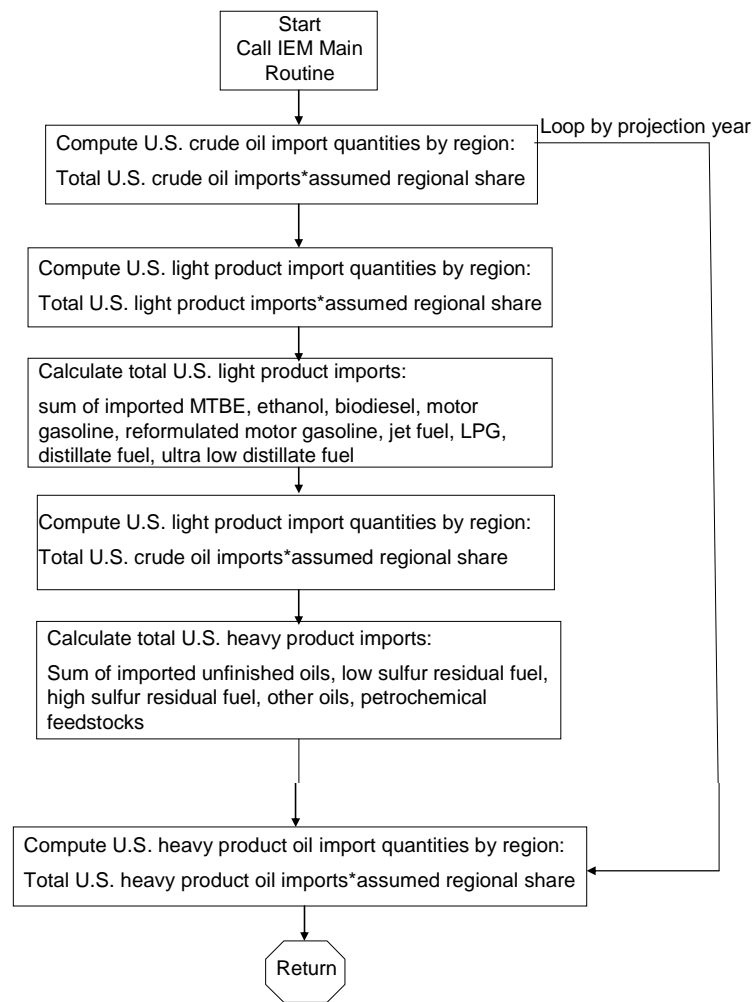 Start
Call IEM Main
Routine
Loop by projection year
Compute U.S. crude oil import quantities by region:
Total U.S. crude oil imports*assumed regional share
Compute U.S. light product import quantities by region:
Total U.S. light product imports*assumed regional share
Calculate total U.S. light product imports:
sum of imported MTBE, ethanol, biodiesel, motor
gasoline, reformulated motor gasoline, jet fuel, LPG,
distillate fuel, ultra low distillate fuel
Compute U.S. light product import quantities by region:
Total U.S. crude oil imports*assumed regional share
Calculate total U.S. heavy product imports:
Sum of imported unfinished oils, low sulfur residual fuel,
high sulfur residual fuel, other oils, petrochemical
feedstocks
Compute U.S. heavy product oil import quantities by region:
Total U.S. heavy product oil imports*assumed regional share
Return